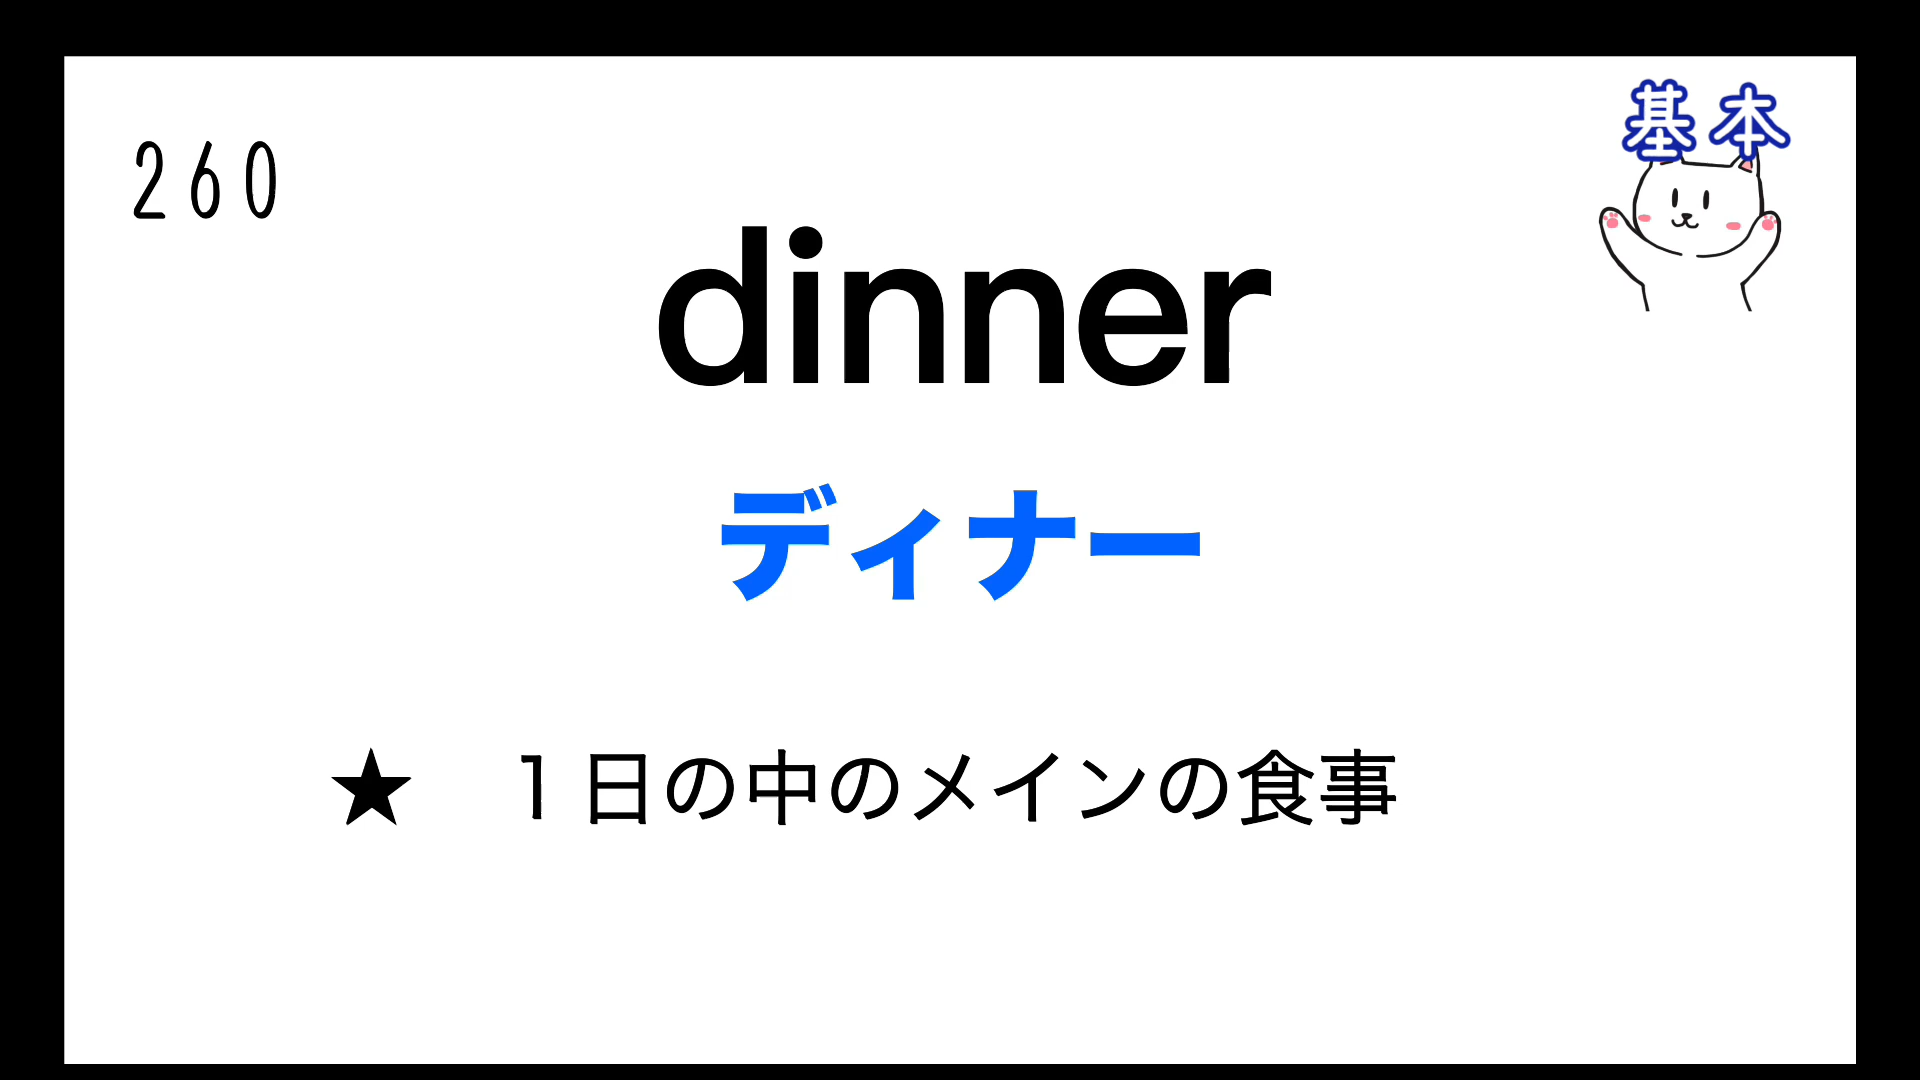 基本
260
dinner
ディナー
★ １日の中のメインの食事